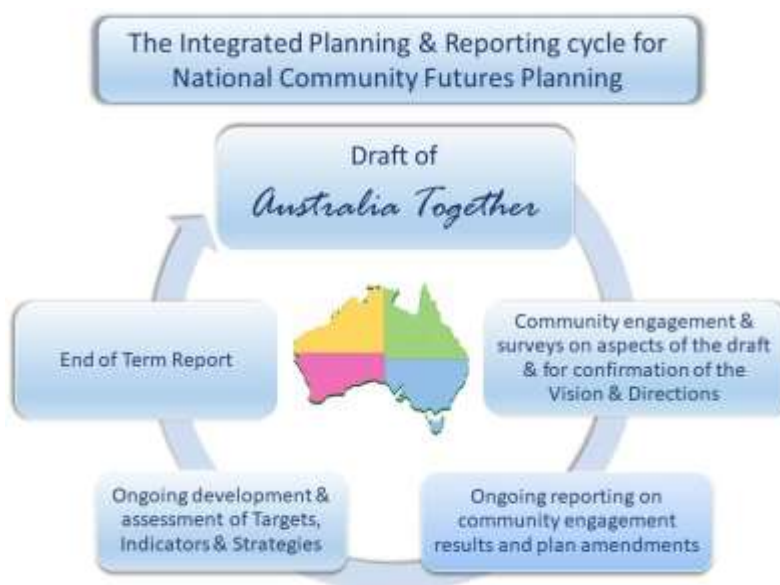 The Integrated Planning & Reporting cycle for
National Community Futures Planning
Draft of
Australia Together
Community engagement &
surveys on aspects of the draft
& for confirmation of the
Vision & Directions
Ongoing reporting on
community engagement
results and plan amendments
Ongoing development &
assessment of Targets,
Indicators & Strategies
End of Term Report